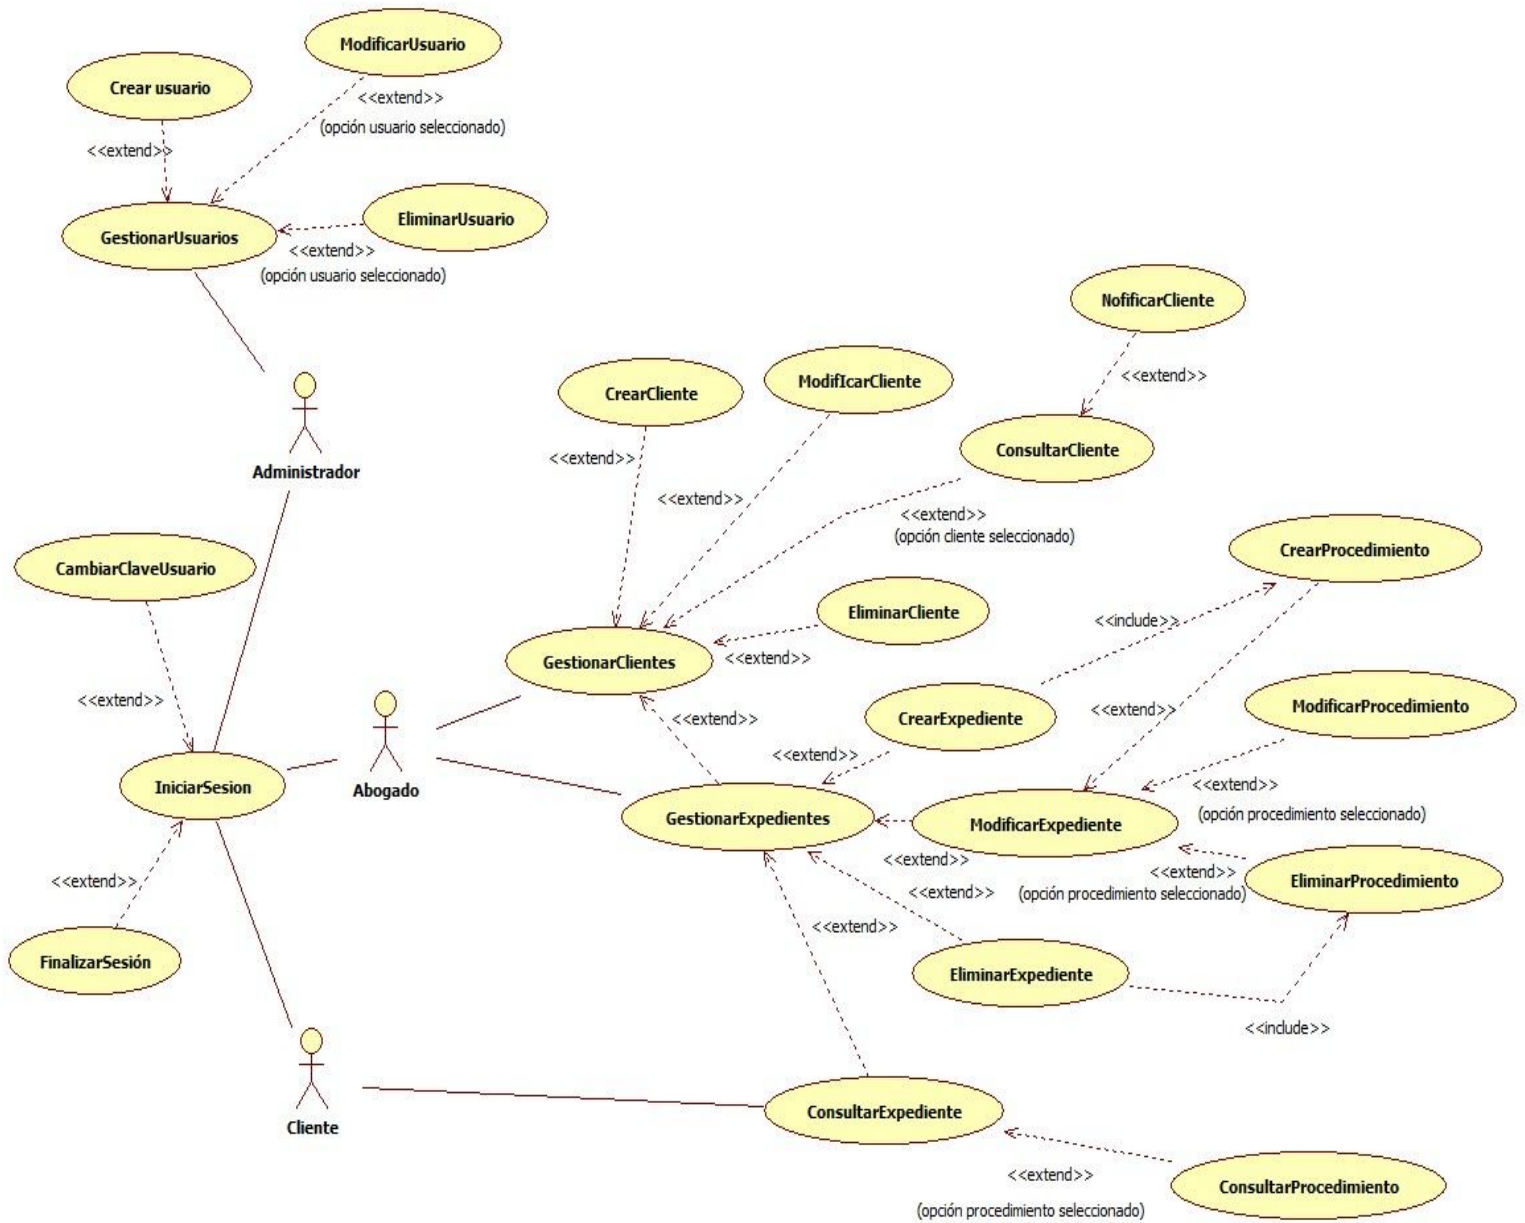 ModificarUsuario
Crear usuario
<<extend>>
(opción usuario seleccionado)
<<extend>>
EliminarUsuario
GestionarUsuarios
<<extend>>
(opción usuario seleccionado)
NofificarCliente
<<extend>>
ModifIcarCliente
CrearCliente
ConsultarCliente
<<extend>>
Administrador
<<extend>>
<<extend>>
(opción cliente seleccionado)
CrearProcedimiento
CambiarClaveUsuario
EliminarCliente
<<include>>
GestionarClientes
<<extend>>
<<extend>>
ModificarProcedimiento
<<extend>>
CrearExpediente
<<extend>>
<<extend>>
IniciarSesion
Abogado
<<extend>>
(opción procedimiento seleccionado)
GestionarExpedientes
ModificarExpediente
<<extend>>
<<extend>>
(opción procedimiento seleccionado)
EliminarProcedimiento
<<extend>>
<<extend>>
<<extend>>
FinalizarSesión
EliminarExpediente
<<include>>
Cliente
ConsultarExpediente
<<extend>>
(opción procedimiento seleccionado)
ConsultarProcedimiento